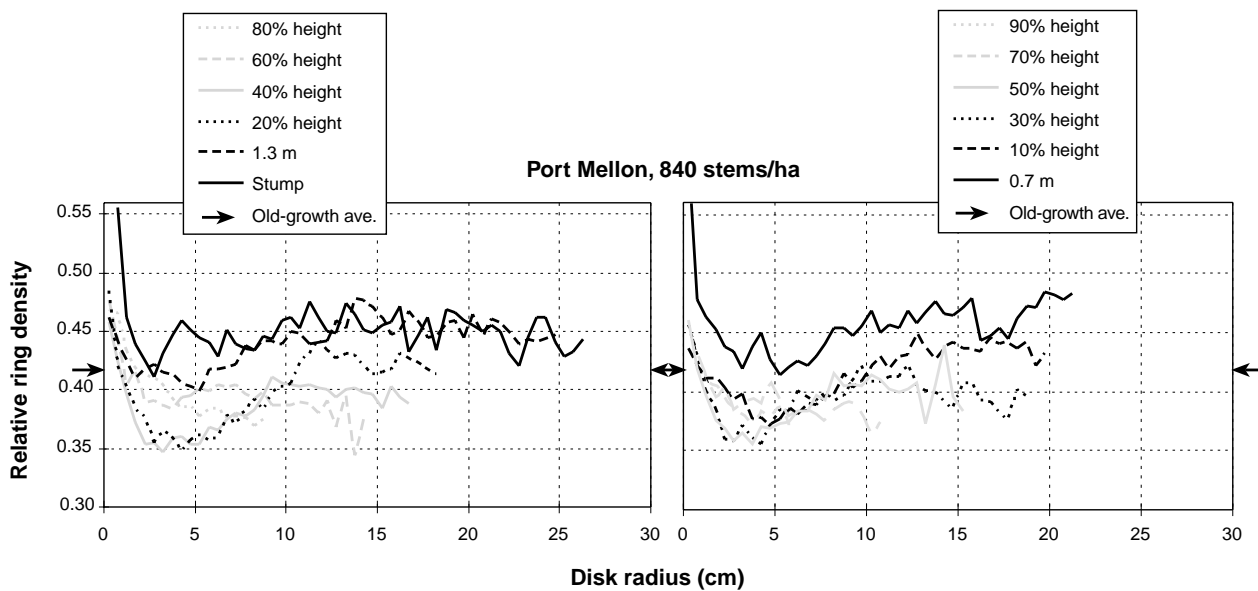 80% height
60% height
40% height
20% height
1.3 m
Stump
Old-growth ave.
90% height
70% height
50% height
30% height
10% height
0.7 m
Old-growth ave.
Port Mellon, 840 stems/ha
Relative ring density
0.55
0.50
0.45
0.40
0.35
0.30
0 5 10 15 20 25 30
0 5 10 15 20 25 30
Disk radius (cm)